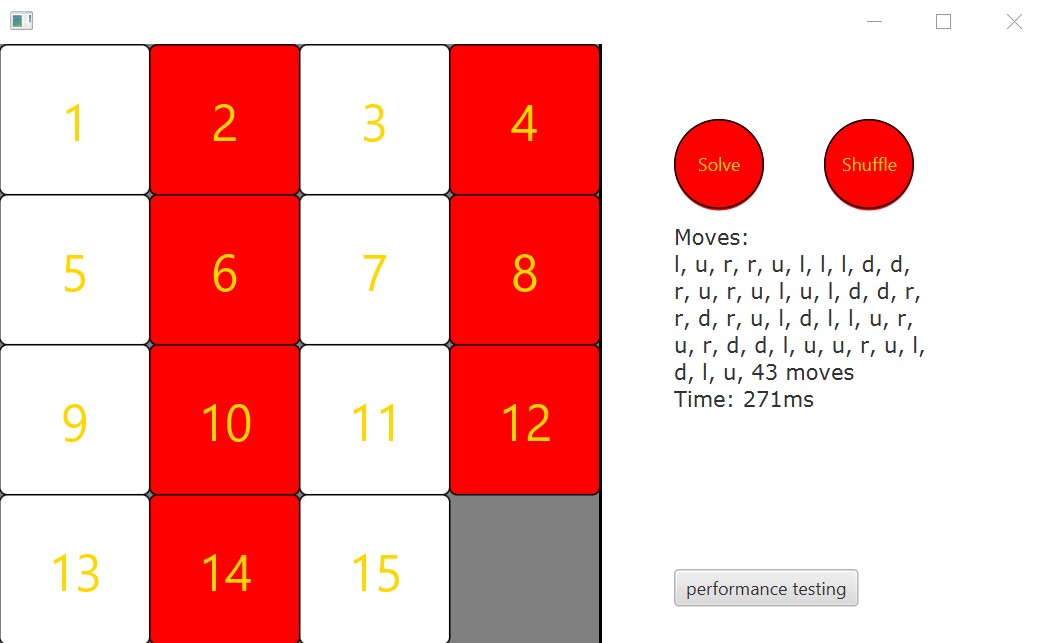 1 2 3 4
5 6 7 8
9 10 11 12
13 14 15
Solve
Shuffle
Moves:
l, u, r, r, u, l, l, l, d, d,
r, u, r, u, l, u, l, d, d, r,
r, d, r, u, l, d, l, l, u, r,
u, r, d, d, l, u, u, r, u, l,
d, l, u, 43 moves
Time: 271ms
performance testing